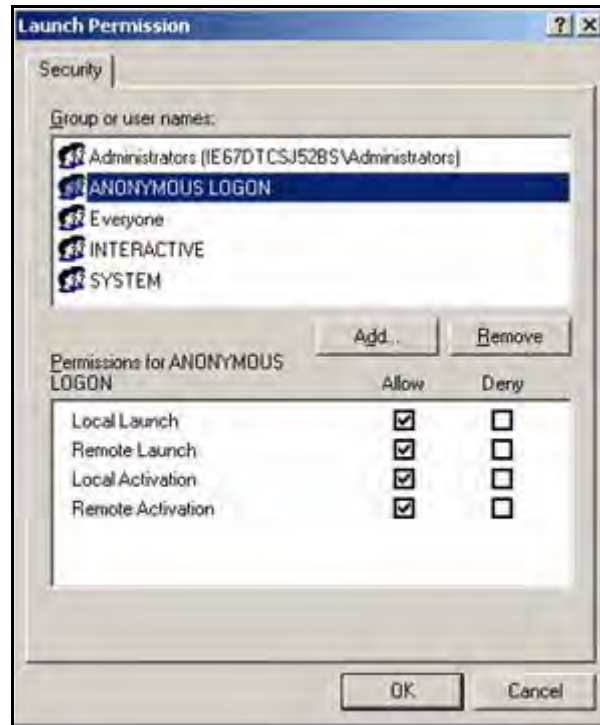 Launch Permission
Security
Group or user names:
Administrators (IE67DTCSJ52BS\Administrators)
ANONYMOUS LOGON
Everyone
INTERACTIVE
SYSTEM
Add... Remove
Permissions for ANONYMOUS
LOGON Allow Deny
Local Launch
Remote Launch
Local Activation
Remote Activation
OK Cancel